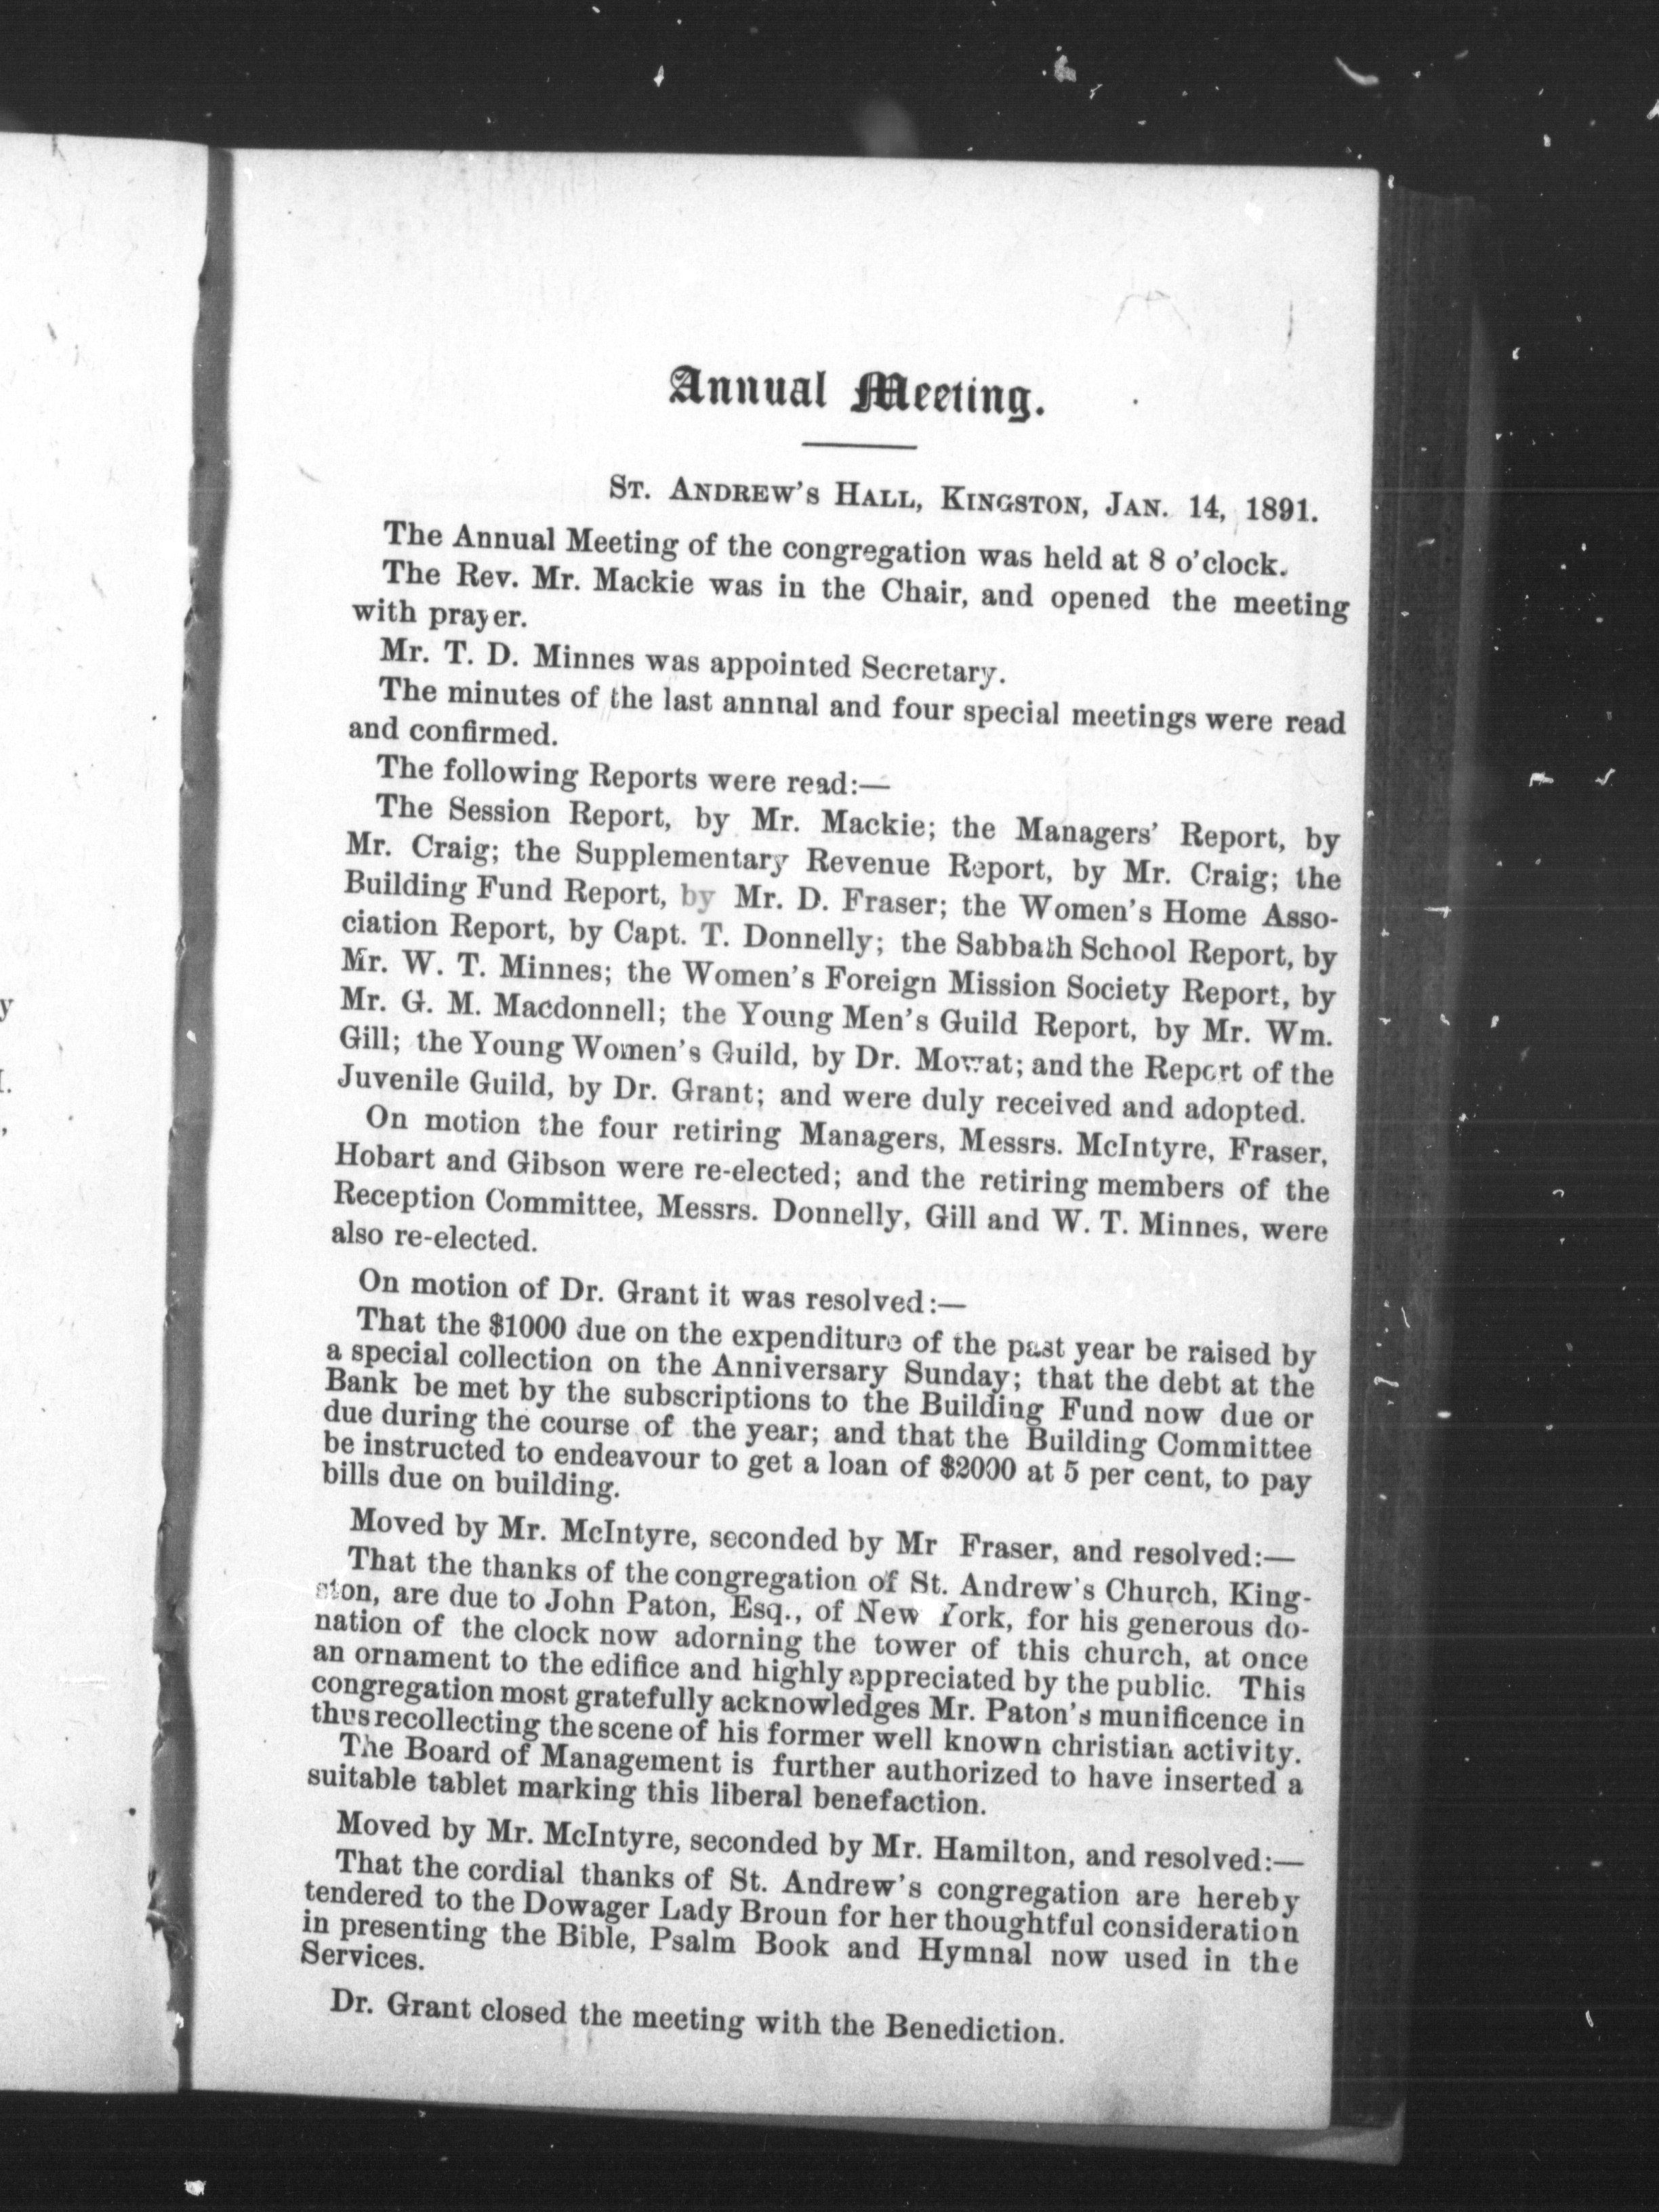 Annual Meeting.
ST. ANDREW'S HALL, KINGSTON, JAN. 14, 1891.
The Annual Meeting of the congregation was held at 8 o'clock.
The Rev. Mr. Mackie was in the Chair, and opened the meeting
with prayer.
Mr. T. D. Minnes was appointed Secretary.
The minutes of the last annnal and four special meetings were read
and confirmed.
The following Reports were read:—
The Session Report, by Mr. Mackie; the Managers' Report, by
Mr. Craig; the Supplementary Revenue Report, by Mr. Craig; the
Building Fund Report, by Mr. D. Fraser; the Women's Home Asso-
ciation Report, by Capt. T. Donnelly; the Sabbath School Report, by
Mr. W. T. Minnes; the Women's Foreign Mission Society Report, by
Mr. G. M. Macdonnell; the Young Men's Guild Report, by Mr. Wm.
Gill; the Young Women's Guild, by Dr. Mowat; and the Report of the
Juvenile Guild, by Dr. Grant; and were duly received and adopted.
On motion the four retiring Managers, Messrs. McIntyre, Fraser,
Hobart and Gibson were re-elected; and the retiring members of the
Reception Committee, Messrs. Donnelly, Gill and W. T. Minnes, were
also re-elected.
On motion of Dr. Grant it was resolved:—
That the $1000 due on the expenditure of the past year be raised by
a special collection on the Anniversary Sunday; that the debt at the
Bank be met by the subscriptions to the Building Fund now due or
due during the course of the year; and that the Building Committee
be instructed to endeavour to get a loan of $2000 at 5 per cent, to pay
bills due on building.
Moved by Mr. McIntyre, seconded by Mr Fraser, and resolved:—
That the thanks of the congregation of St. Andrew's Church, King-
ston, are due to John Paton, Esq., of New York, for his generous do-
nation of the clock now adorning the tower of this church, at once
an ornament to the edifice and highly appreciated by the public. This
congregation most gratefully acknowledges Mr. Paton's munificence in
thus recollecting the scene of his former well known christian activity.
The Board of Management is further authorized to have inserted a
suitable tablet marking this liberal benefaction.
Moved by Mr. McIntyre, seconded by Mr. Hamilton, and resolved:—
That the cordial thanks of St. Andrew's congregation are hereby
tendered to the Dowager Lady Broun for her thoughtful consideration
in presenting the Bible, Psalm Book and Hymnal now used in the
Services.
Dr. Grant closed the meeting with the Benediction.